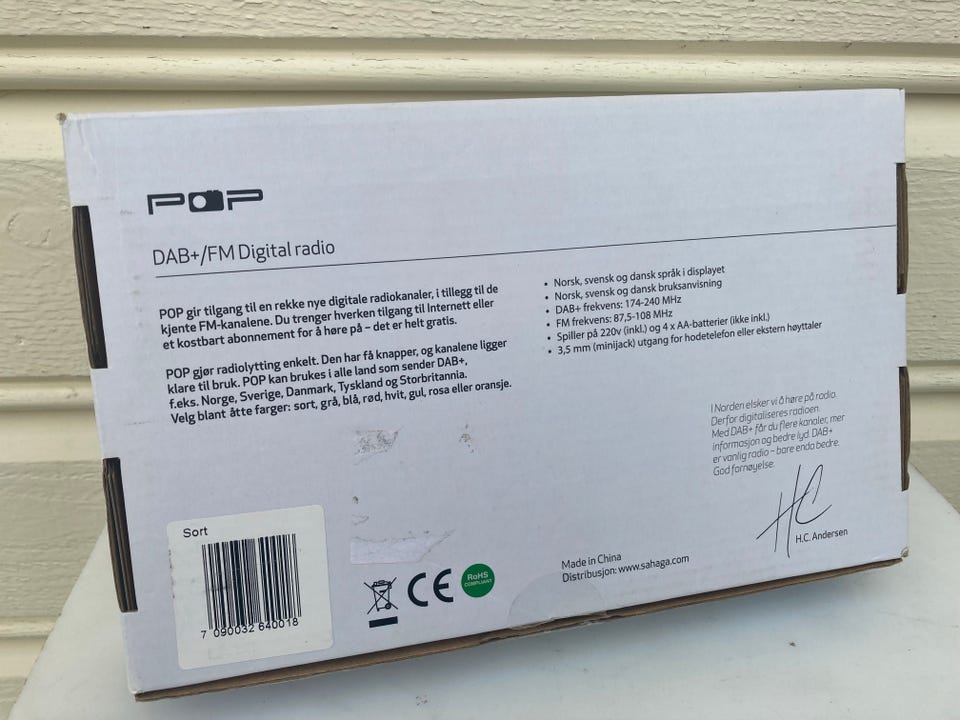 POP
DAB+/FM Digital radio
POP gir tilgang til en rekke nye digitale radiokanaler, i tillegg til de
kjente FM-kanalene. Du trenger hverken tilgang til Internett eller
et kostbart abonnement for å høre på – det er helt gratis.
POP gjør radiolytting enkelt. Den har få knapper, og kanalene ligger
klare til bruk. POP kan brukes i alle land som sender DAB+,
f.eks. Norge, Sverige, Danmark, Tyskland og Storbritannia.
Velg blant åtte farger: sort, grå, blå, rød, hvit, gul, rosa eller oransje.
• Norsk, svensk og dansk språk i displayet
• Norsk, svensk og dansk bruksanvisning
• DAB+ frekvens: 174-240 MHz
• FM frekvens: 87,5-108 MHz
• Spiller på 220v (inkl.) og 4 x AA-batterier (ikke inkl.)
• 3,5 mm (minijack) utgang for hodetelefon eller ekstern høyttaler
I Norden elsker vi å høre på radio.
Derfor digitaliseres radioen.
Med DAB+ får du flere kanaler, mer
informasjon og bedre lyd. DAB+
er vanlig radio – bare enda bedre.
God fornøyelse.
HC
H.C. Andersen
Sort
7 090032 640018
CE
RoHS
COMPLIANT
Made in China
Distribusjon: www.sahaga.com